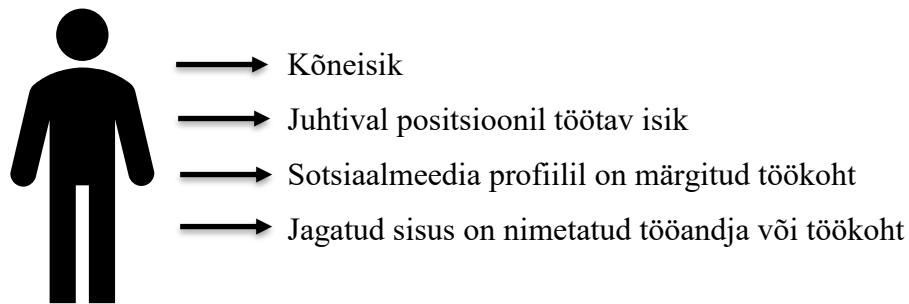 Kõneisik
Juhtival positsioonil töötav isik
Sotsiaalmeedia profiilil on märgitud töökoht
Jagatud sisus on nimetatud tööandja või töökoht